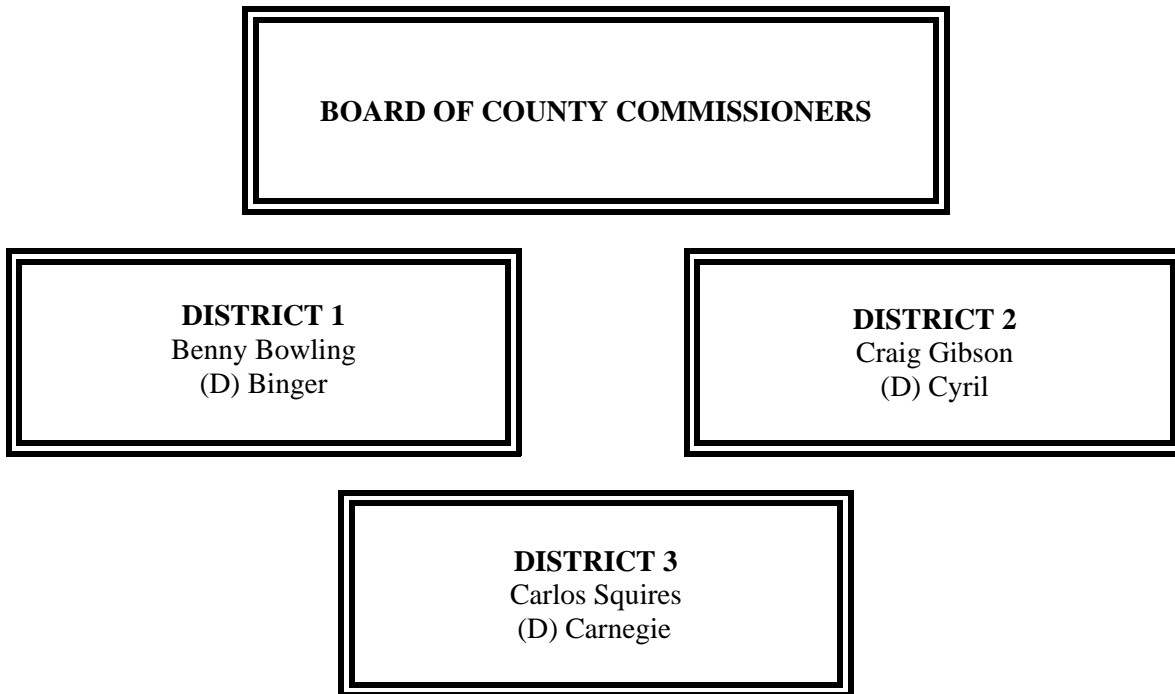 BOARD OF COUNTY COMMISSIONERS
DISTRICT 1
Benny Bowling
(D) Binger
DISTRICT 2
Craig Gibson
(D) Cyril
DISTRICT 3
Carlos Squires
(D) Carnegie